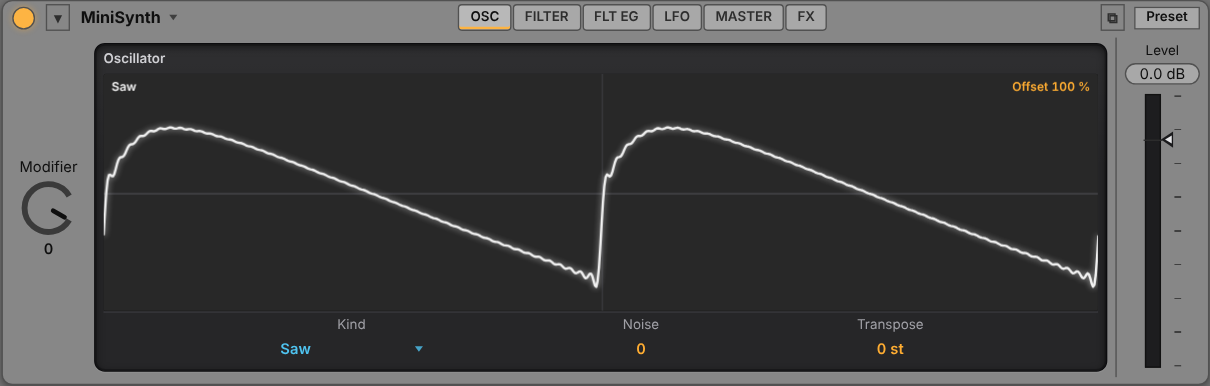 MiniSynth
OSC FILTER FLT EG LFO MASTER FX
Preset
Oscillator
Saw
Offset 100 %
Modifier
0
Kind Noise Transpose
Saw 0 0 st
Level
0.0 dB